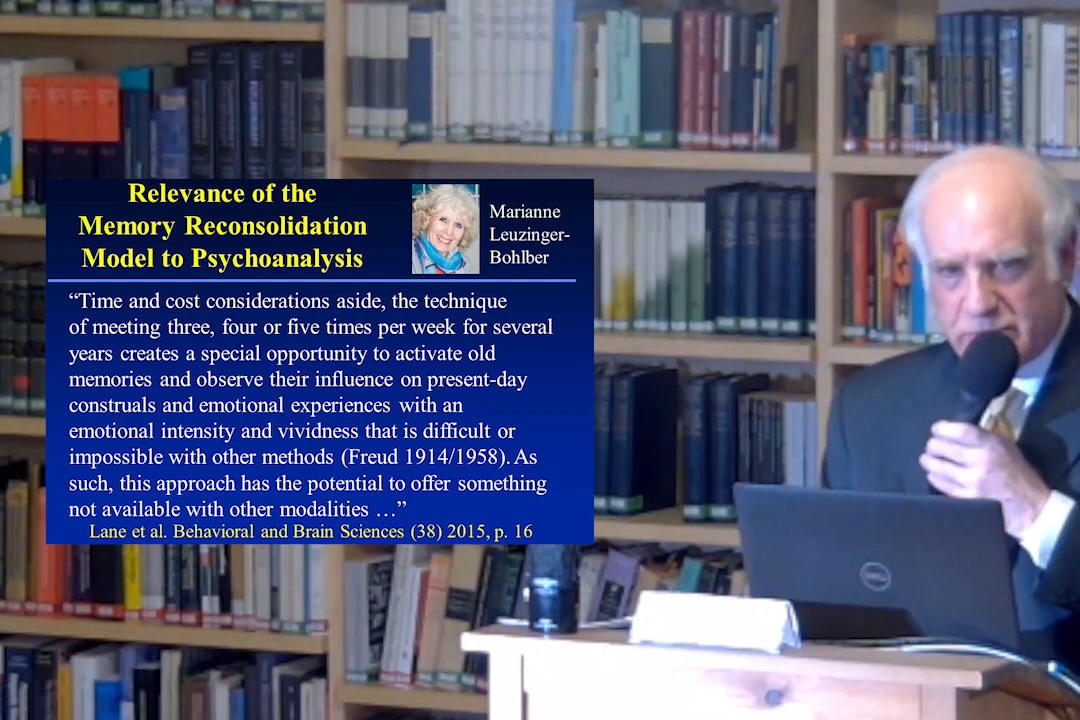 Relevance of the
Memory Reconsolidation
Model to Psychoanalysis
Marianne
Leuzinger-
Bohlber
“Time and cost considerations aside, the technique
of meeting three, four or five times per week for several
years creates a special opportunity to activate old
memories and observe their influence on present-day
construals and emotional experiences with an
emotional intensity and vividness that is difficult or
impossible with other methods (Freud 1914/1958). As
such, this approach has the potential to offer something
not available with other modalities …”
Lane et al. Behavioral and Brain Sciences (38) 2015, p. 16
DELL